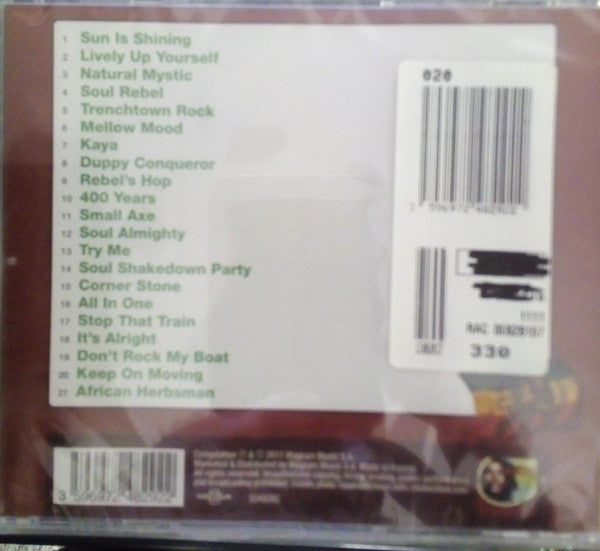 1 Sun Is Shining
2 Lively Up Yourself
3 Natural Mystic
4 Soul Rebel
5 Trenchtown Rock
6 Mellow Mood
7 Kaya
8 Duppy Conqueror
9 Rebel's Hop
10 400 Years
11 Small Axe
12 Soul Almighty
13 Try Me
14 Soul Shakedown Party
15 Corner Stone
16 All In One
17 Stop That Train
18 It's Alright
19 Don't Rock My Boat
20 Keep On Moving
21 African Herbsman
020
330
3 596972 482922